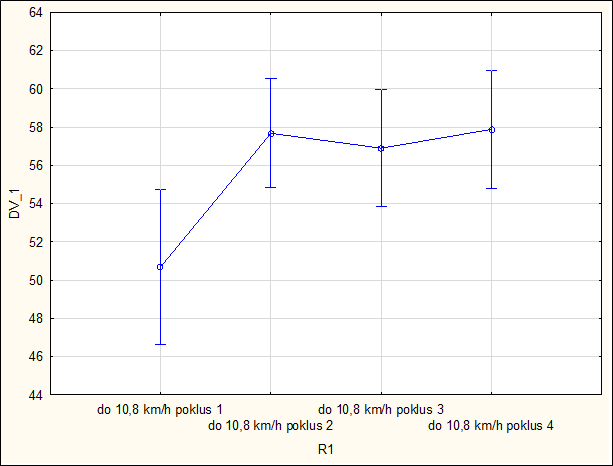 64
62
60
58
56
54
52
50
48
46
44
DV_1
do 10,8 km/h poklus 1
do 10,8 km/h poklus 3
do 10,8 km/h poklus 2
do 10,8 km/h poklus 4
R1